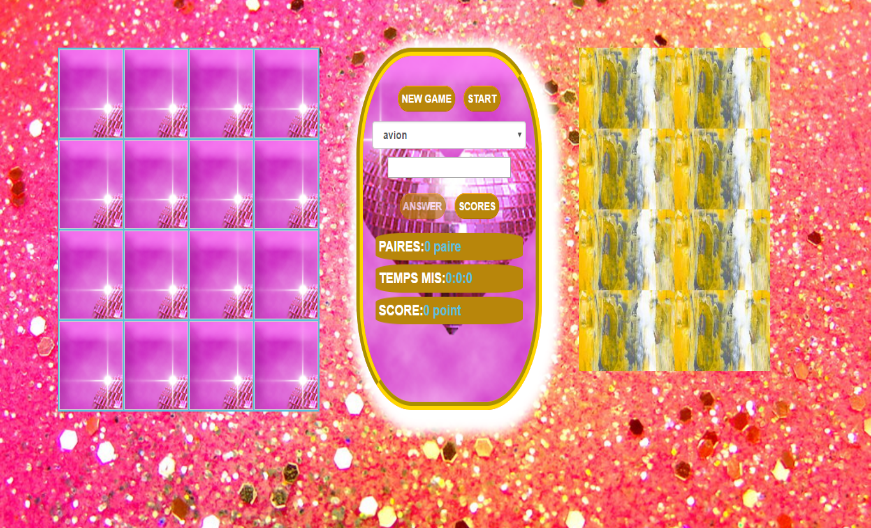 NEW GAME START
avion
ANSWER SCORES
PAIRES:0 paire
TEMPS MIS:0:0:0
SCORE:0 point